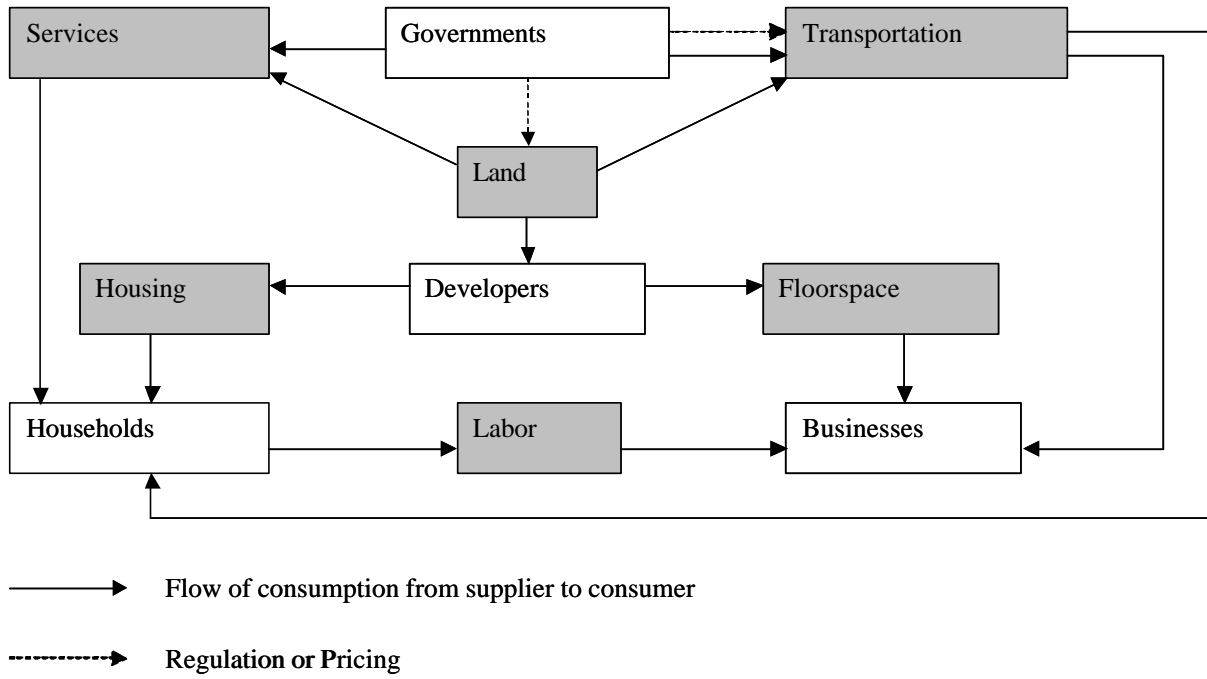 Services
Governments
Transportation
Land
Housing
Developers
Floorspace
Households
Labor
Businesses
Flow of consumption from supplier to consumer
Regulation or Pricing